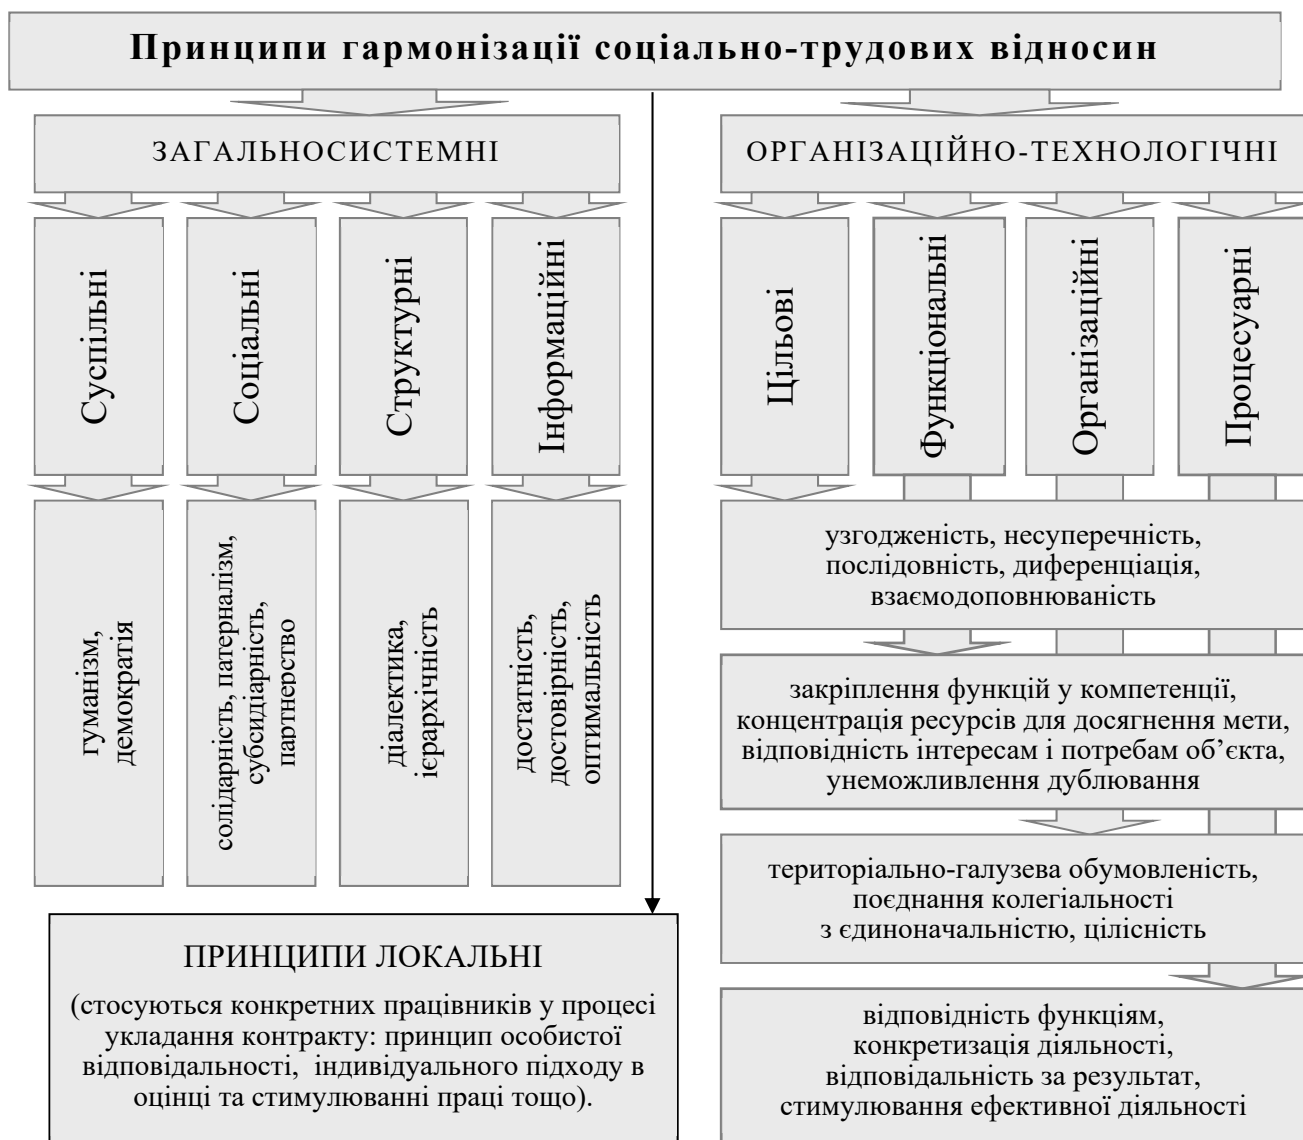 Принципи гармонізації соціально-трудових відносин
ЗАГАЛЬНОСИСТЕМНІ
Суспільні
Соціальні
Структурні
Інформаційні
гуманізм,
демократія
солідарність, патерналізм,
субсидіарність,
партнерство
діалектика,
ієрархічність
достатність,
достовірність,
оптимальність
ПРИНЦИПИ ЛОКАЛЬНІ
(стосуються конкретних працівників у процесі
укладання контракту: принцип особистої
відповідальності, індивідуального підходу в
оцінці та стимулюванні праці тощо).
ОРГАНІЗАЦІЙНО-ТЕХНОЛОГІЧНІ
Цільові
Функціональні
Організаційні
Процесуарні
узгодженість, несуперечність,
послідовність, диференціація,
взаємодоповнюваність
закріплення функцій у компетенції,
концентрація ресурсів для досягнення мети,
відповідність інтересам і потребам об’єкта,
унеможливлення дублювання
територіально-галузева обумовленість,
поєднання колегіальності
з єдиноначальністю, цілісність
відповідність функціям,
конкретизація діяльності,
відповідальність за результат,
стимулювання ефективної діяльності